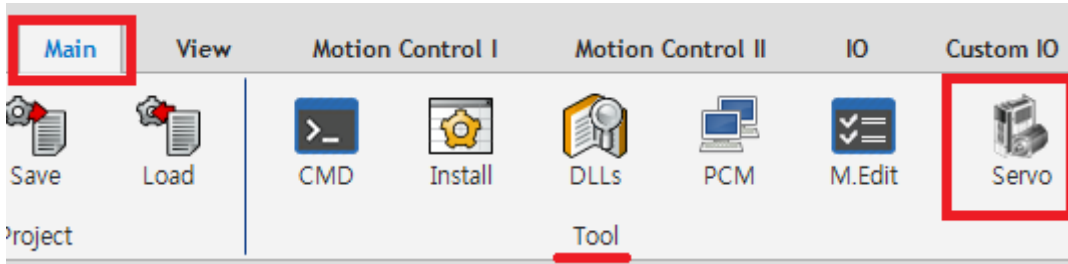 Main View Motion Control I Motion Control II IO Custom IO
Save Load CMD Install DLLs PCM M.Edit Servo
Project Tool